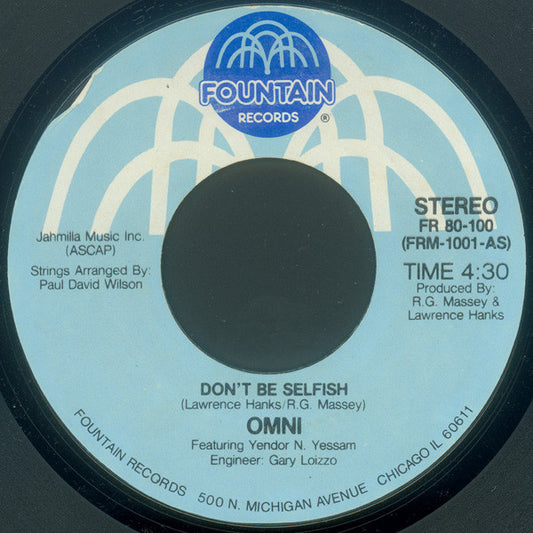 FOUNTAIN
RECORDS ®
Jahmilla Music Inc.
(ASCAP)
Strings Arranged By:
Paul David Wilson
STEREO
FR 80-100
(FRM-1001-AS)
TIME 4:30
Produced By:
R.G. Massey &
Lawrence Hanks
DON'T BE SELFISH
(Lawrence Hanks/R.G. Massey)
OMNI
Featuring Yendor N. Yessam
Engineer: Gary Loizzo
FOUNTAIN RECORDS 500 N. MICHIGAN AVENUE CHICAGO IL 60611